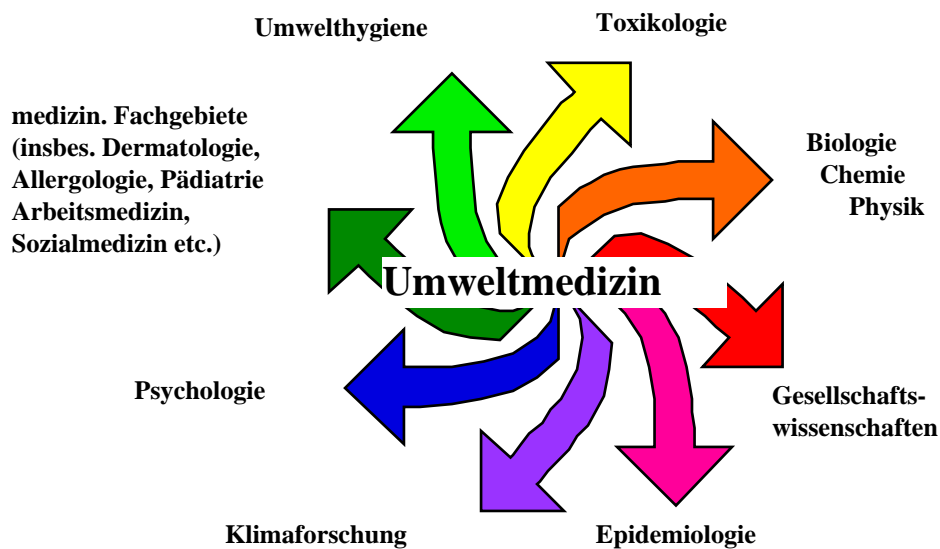 Umwelthygiene
Toxikologie
medizin. Fachgebiete
(insbes. Dermatologie,
Allergologie, Pädiatrie
Arbeitsmedizin,
Sozialmedizin etc.)
Biologie
Chemie
Physik
Umweltmedizin
Psychologie
Gesellschafts-
wissenschaften
Klimaforschung
Epidemiologie